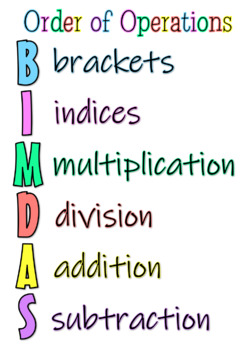 Order of Operations
B brackets
I indices
M multiplication
D division
A addition
S subtraction